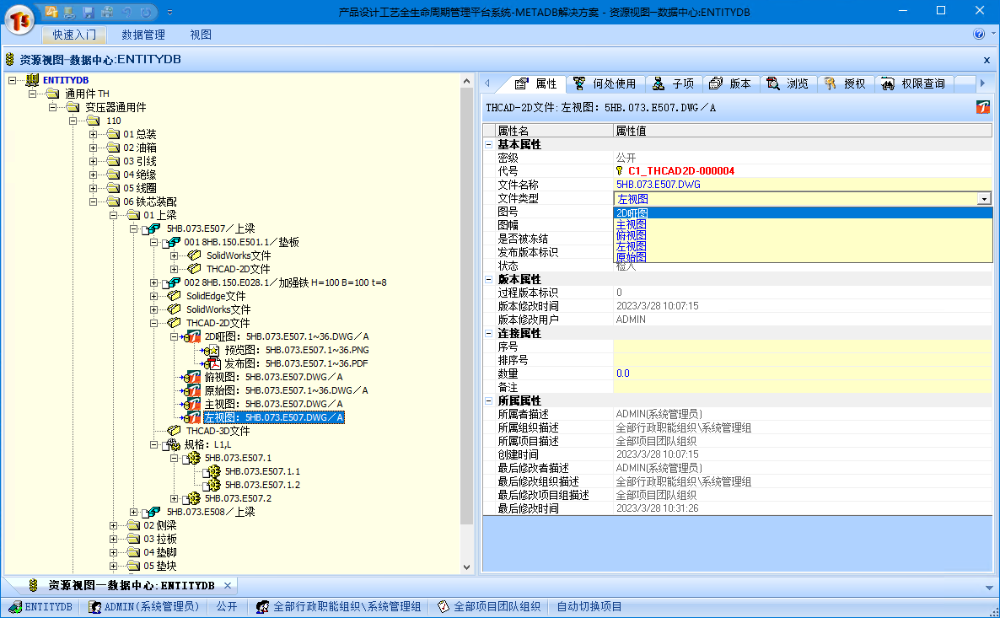 产品设计工艺全生命周期管理平台系统-METADB解决方案 - 资源视图—数据中心:ENTITYDB
快速入门 数据管理 视图
资源视图—数据中心:ENTITYDB x
ENTITYDB
通用件 TH
变压器通用件
110
01 总装
02 油箱
03 引线
04 绝缘
05 线圈
06 铁芯装配
01 上梁
5HB.073.E507／上梁
001 8HB.150.E501.1／垫板
SolidWorks文件
THCAD-2D文件
002 8HB.150.E028.1／加强铁 H=100 B=100 t=8
SolidEdge文件
SolidWorks文件
THCAD-2D文件
2D哑图：5HB.073.E507.1~36.DWG／A
预览图：5HB.073.E507.1~36.PNG
发布图：5HB.073.E507.1~36.PDF
俯视图：5HB.073.E507.DWG／A
原始图：5HB.073.E507.1~36.DWG／A
主视图：5HB.073.E507.DWG／A
左视图：5HB.073.E507.DWG／A
THCAD-3D文件
规格：L1,L
5HB.073.E507.1
5HB.073.E507.1.1
5HB.073.E507.1.2
5HB.073.E507.2
5HB.073.E508／上梁
02 侧梁
03 拉板
04 垫脚
05 垫块
属性 何处使用 子项 版本 浏览 授权 权限查询
THCAD-2D文件:左视图：5HB.073.E507.DWG／A
属性名 属性值
基本属性
密级 公开
代号 C1_THCAD2D-000004
文件名称 5HB.073.E507.DWG
文件类型 左视图
图号 2D哑图
图幅 主视图
俯视图
是否被冻结 左视图
发布版本标识 原始图
状态 检入
版本属性
过程版本标识 0
版本修改时间 2023/3/28 10:07:15
版本修改用户 ADMIN
连接属性
序号
排序号
数量 0.0
备注
所属属性
所属者描述 ADMIN(系统管理员)
所属组织描述 全部行政职能组织\系统管理组
所属项目描述 全部项目团队组织
创建时间 2023/3/28 10:07:15
最后修改者描述 ADMIN(系统管理员)
最后修改组织描述 全部行政职能组织\系统管理组
最后修改项目组描述 全部项目团队组织
最后修改时间 2023/3/28 10:31:26
资源视图—数据中心:ENTITYDB
ENTITYDB ADMIN(系统管理员) 公开 全部行政职能组织\系统管理组 全部项目团队组织 自动切换项目